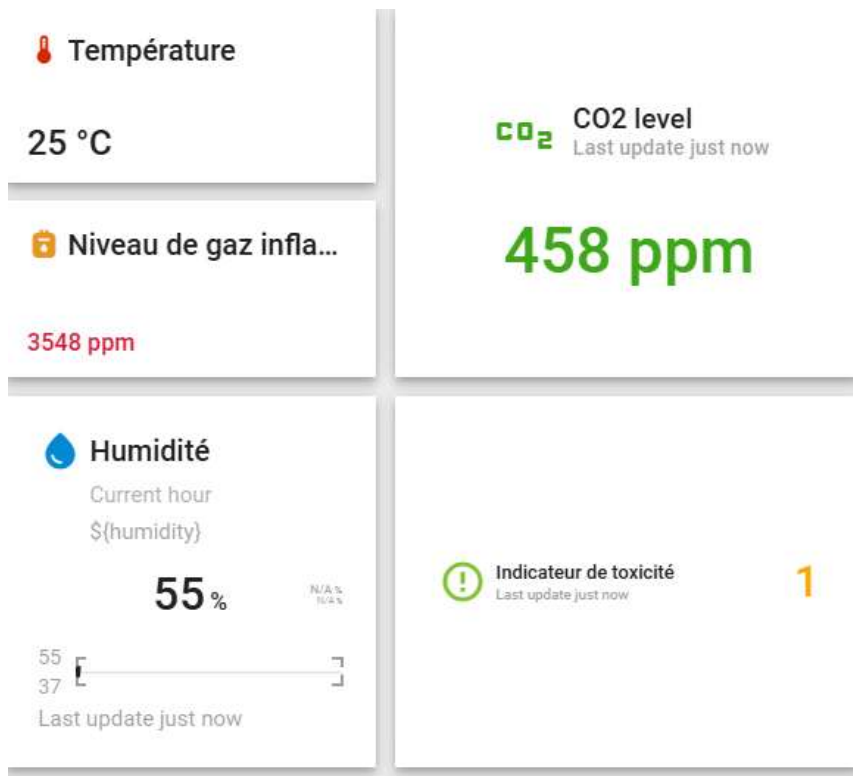 Température
25 °C
CO2
CO2 level
Last update just now
458 ppm
Niveau de gaz infla...
3548 ppm
Humidité
Current hour
${humidity}
55 %
N/A %
N/A %
55
37
Last update just now
Indicateur de toxicité
Last update just now
1